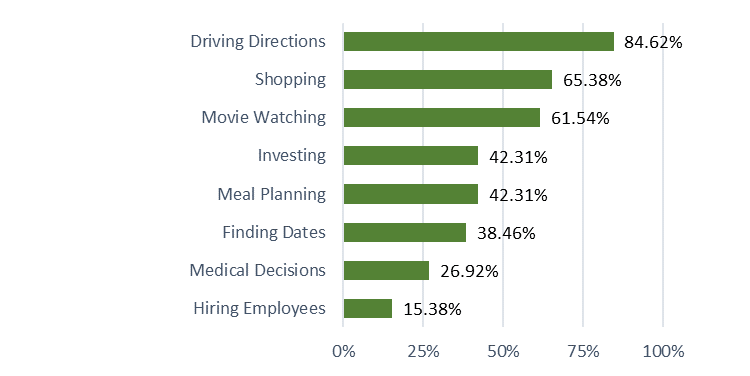 Driving Directions 84.62%
Shopping 65.38%
Movie Watching 61.54%
Investing 42.31%
Meal Planning 42.31%
Finding Dates 38.46%
Medical Decisions 26.92%
Hiring Employees 15.38%
0% 25% 50% 75% 100%